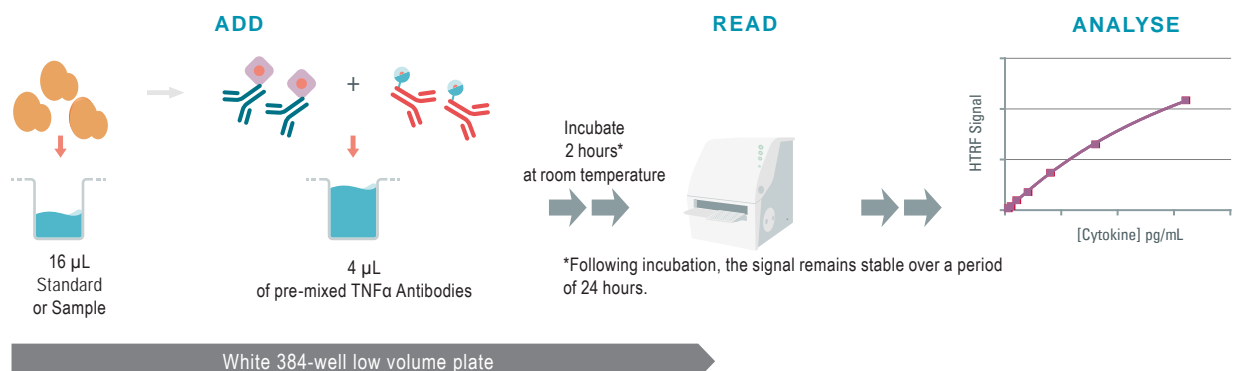 ADD
READ
ANALYSE
+
Incubate
2 hours*
at room temperature
HTRF Signal
[Cytokine] pg/mL
16 µL
Standard
or Sample
4 µL
of pre-mixed TNFα Antibodies
*Following incubation, the signal remains stable over a period
of 24 hours.
White 384-well low volume plate